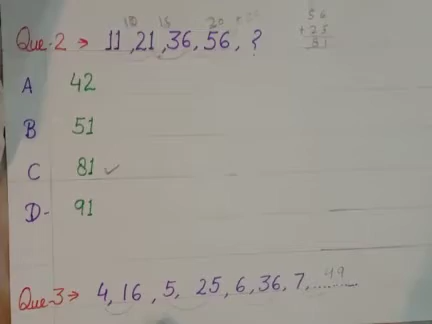 10 15 20 + 25
Que-2 → 11, 21, 36, 56, ?
56
+ 25
81
A 42
B 51
C 81 ✓
D- 91
49
Que-3 → 4, 16, 5, 25, 6, 36, 7, ..........